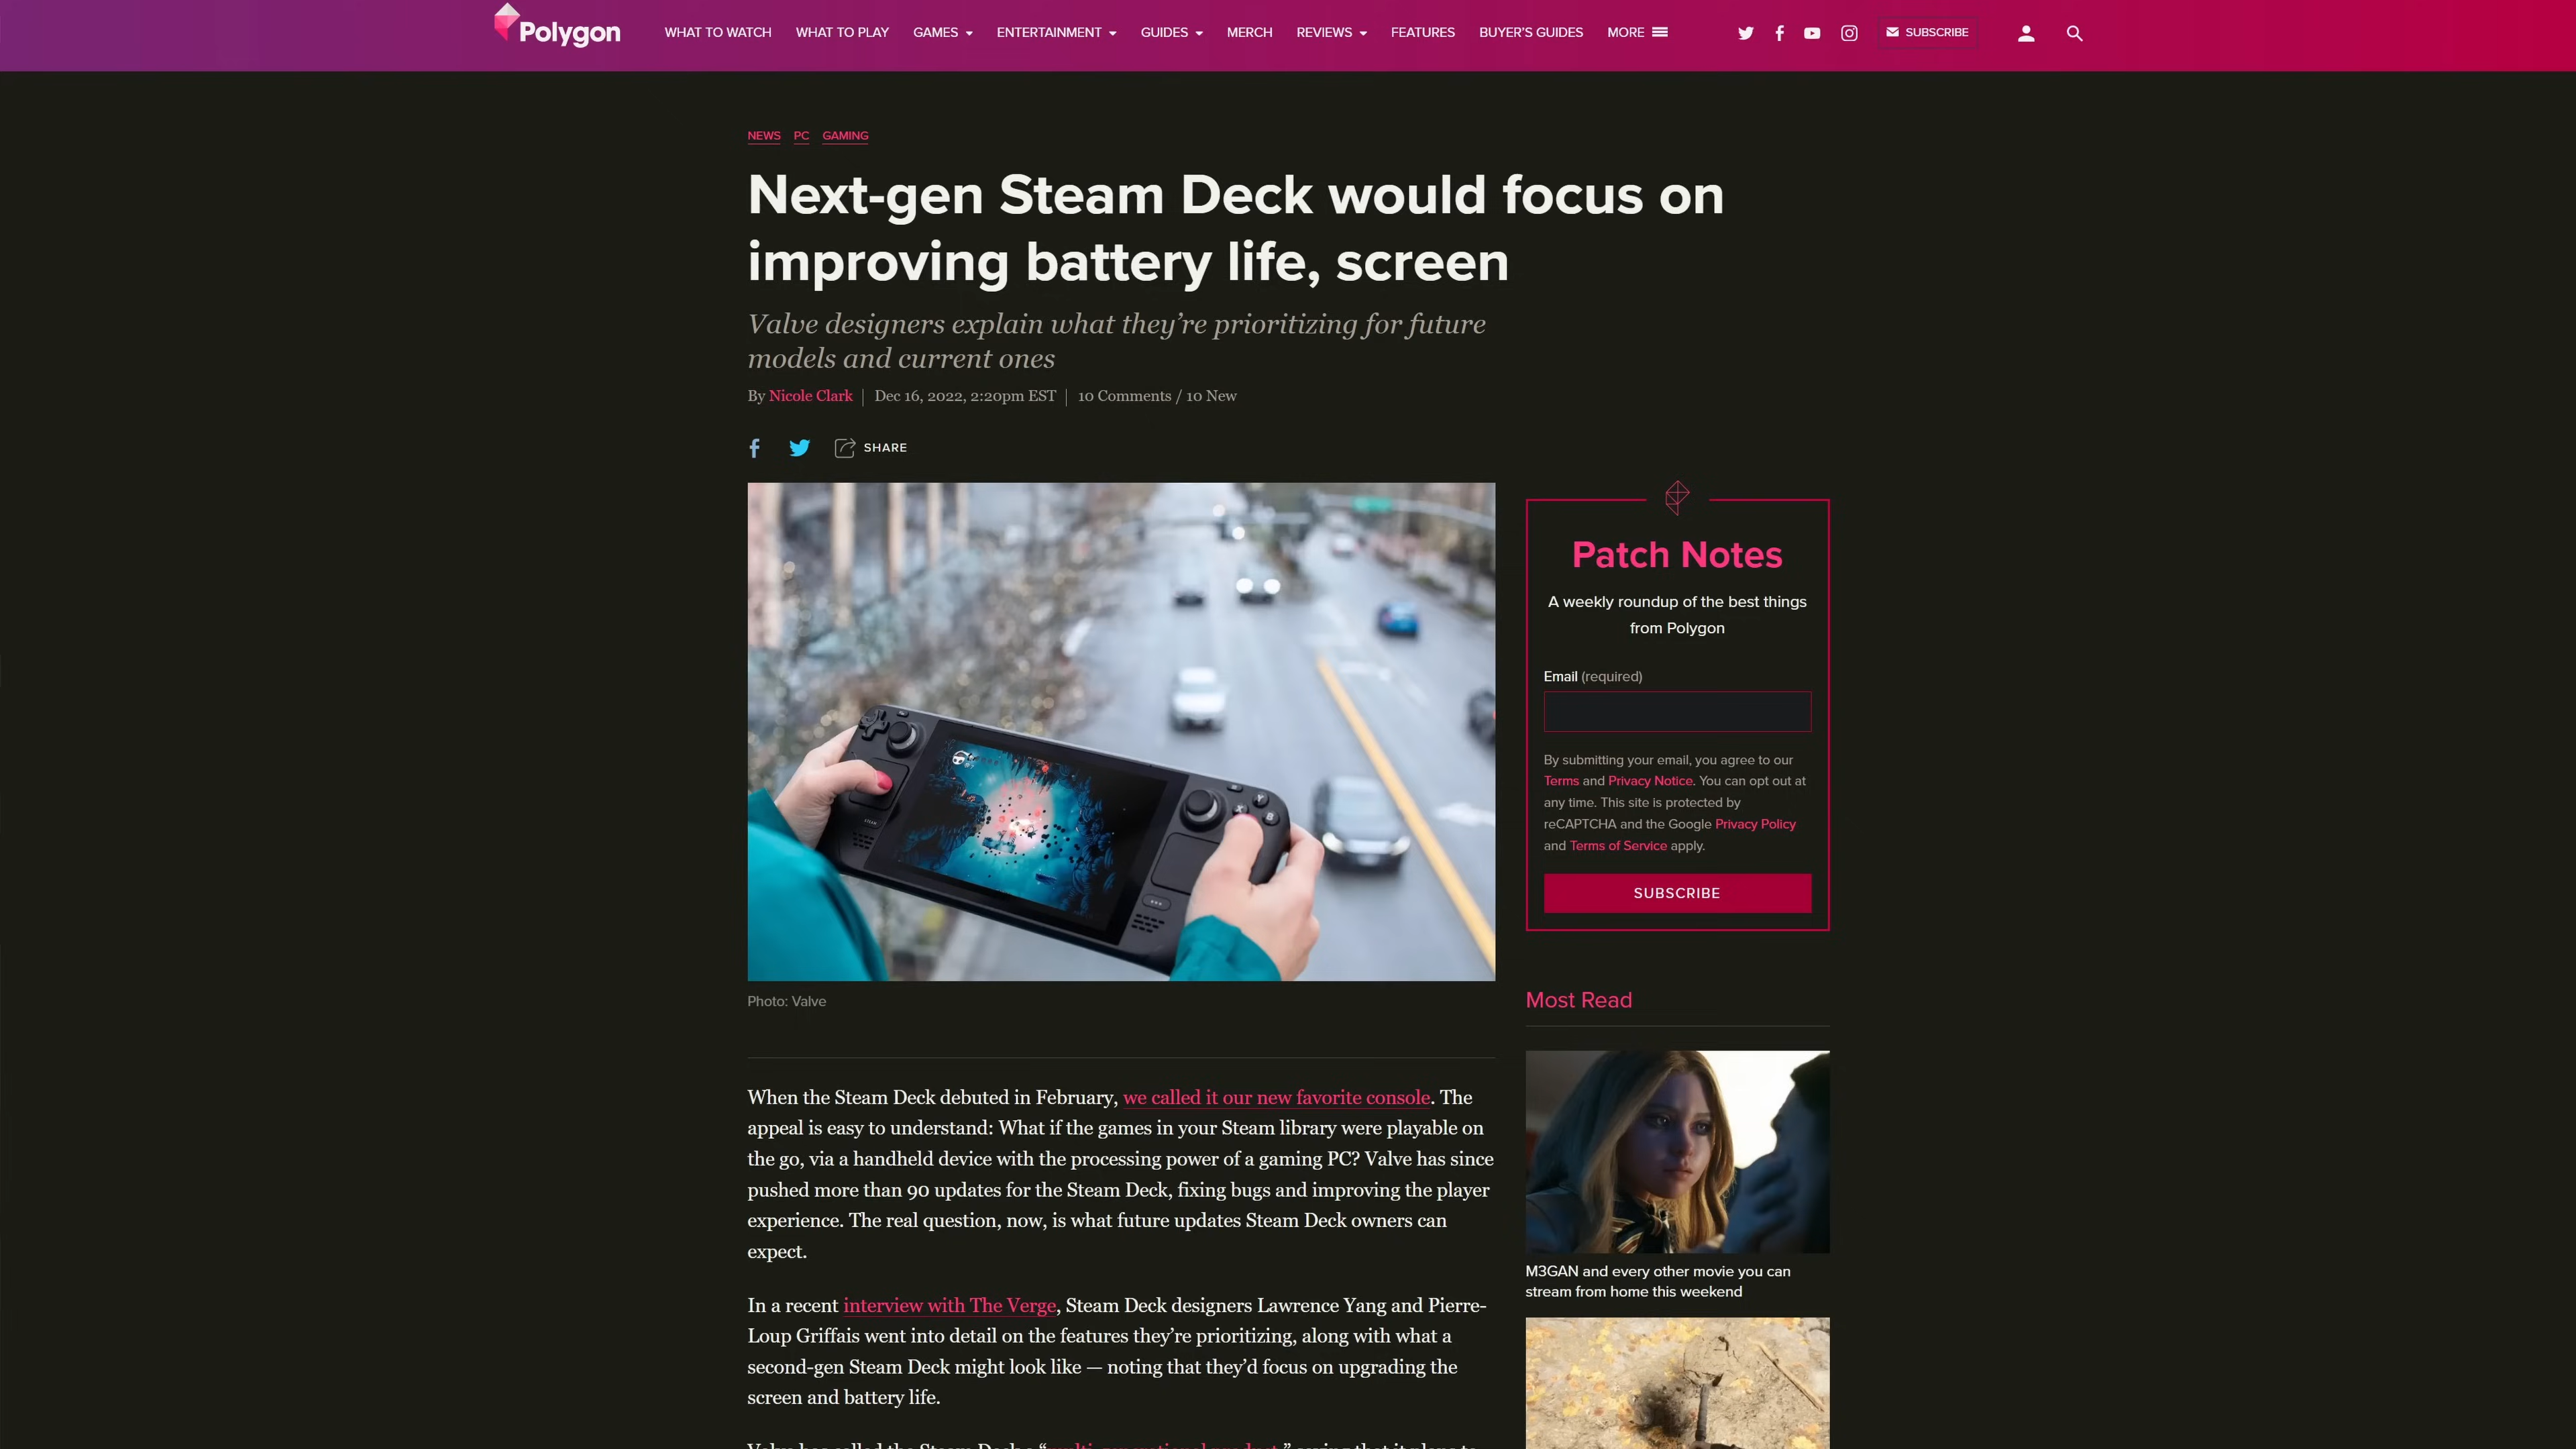 Polygon
WHAT TO WATCH WHAT TO PLAY GAMES ENTERTAINMENT GUIDES MERCH REVIEWS FEATURES BUYER'S GUIDES MORE SUBSCRIBE
NEWS PC GAMING
Next-gen Steam Deck would focus on
improving battery life, screen
Valve designers explain what they're prioritizing for future
models and current ones
By Nicole Clark | Dec 16, 2022, 2:20pm EST | 10 Comments / 10 New
SHARE
Photo: Valve
When the Steam Deck debuted in February, we called it our new favorite console. The
appeal is easy to understand: What if the games in your Steam library were playable on
the go, via a handheld device with the processing power of a gaming PC? Valve has since
pushed more than 90 updates for the Steam Deck, fixing bugs and improving the player
experience. The real question, now, is what future updates Steam Deck owners can
expect.
In a recent interview with The Verge, Steam Deck designers Lawrence Yang and Pierre-
Loup Griffais went into detail on the features they're prioritizing, along with what a
second-gen Steam Deck might look like — noting that they'd focus on upgrading the
screen and battery life.
Patch Notes
A weekly roundup of the best things
from Polygon
Email (required)
By submitting your email, you agree to our
Terms and Privacy Notice. You can opt out at
any time. This site is protected by
reCAPTCHA and the Google Privacy Policy
and Terms of Service apply.
SUBSCRIBE
Most Read
M3GAN and every other movie you can
stream from home this weekend